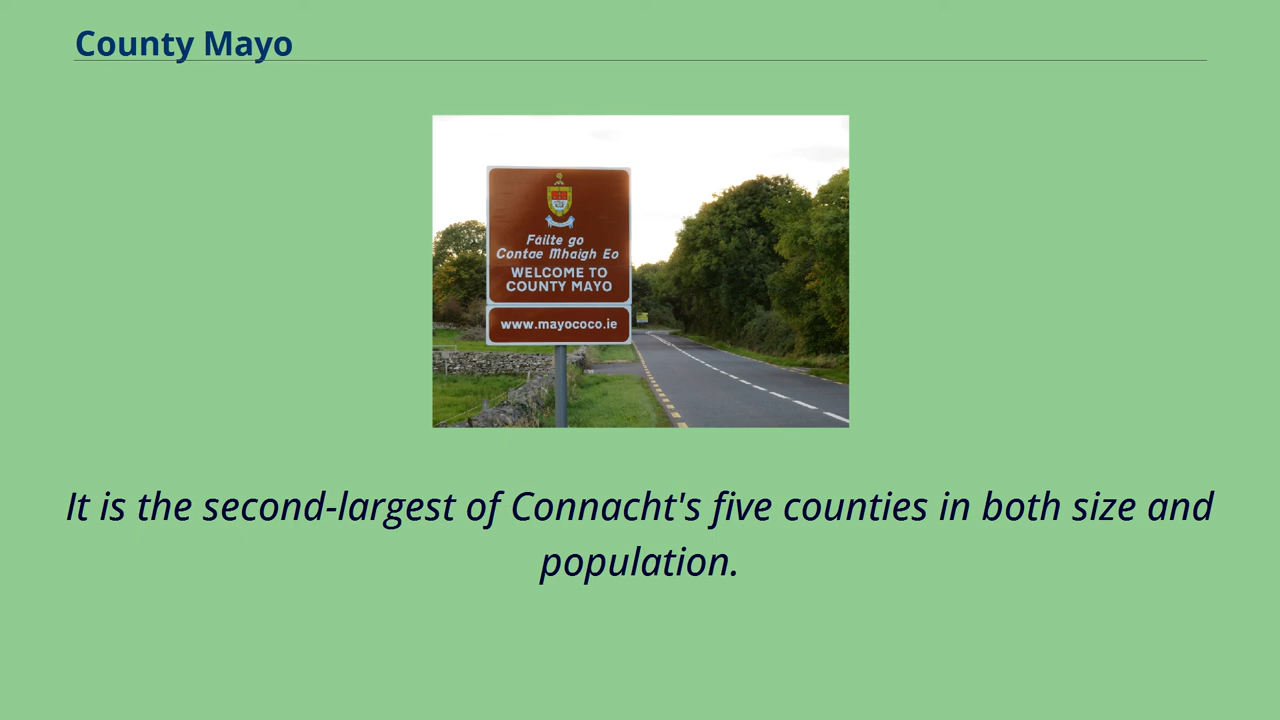 County Mayo
Fáilte go
Contae Mhaigh Eo
WELCOME TO
COUNTY MAYO
www.mayococo.ie
It is the second-largest of Connacht's five counties in both size and
population.